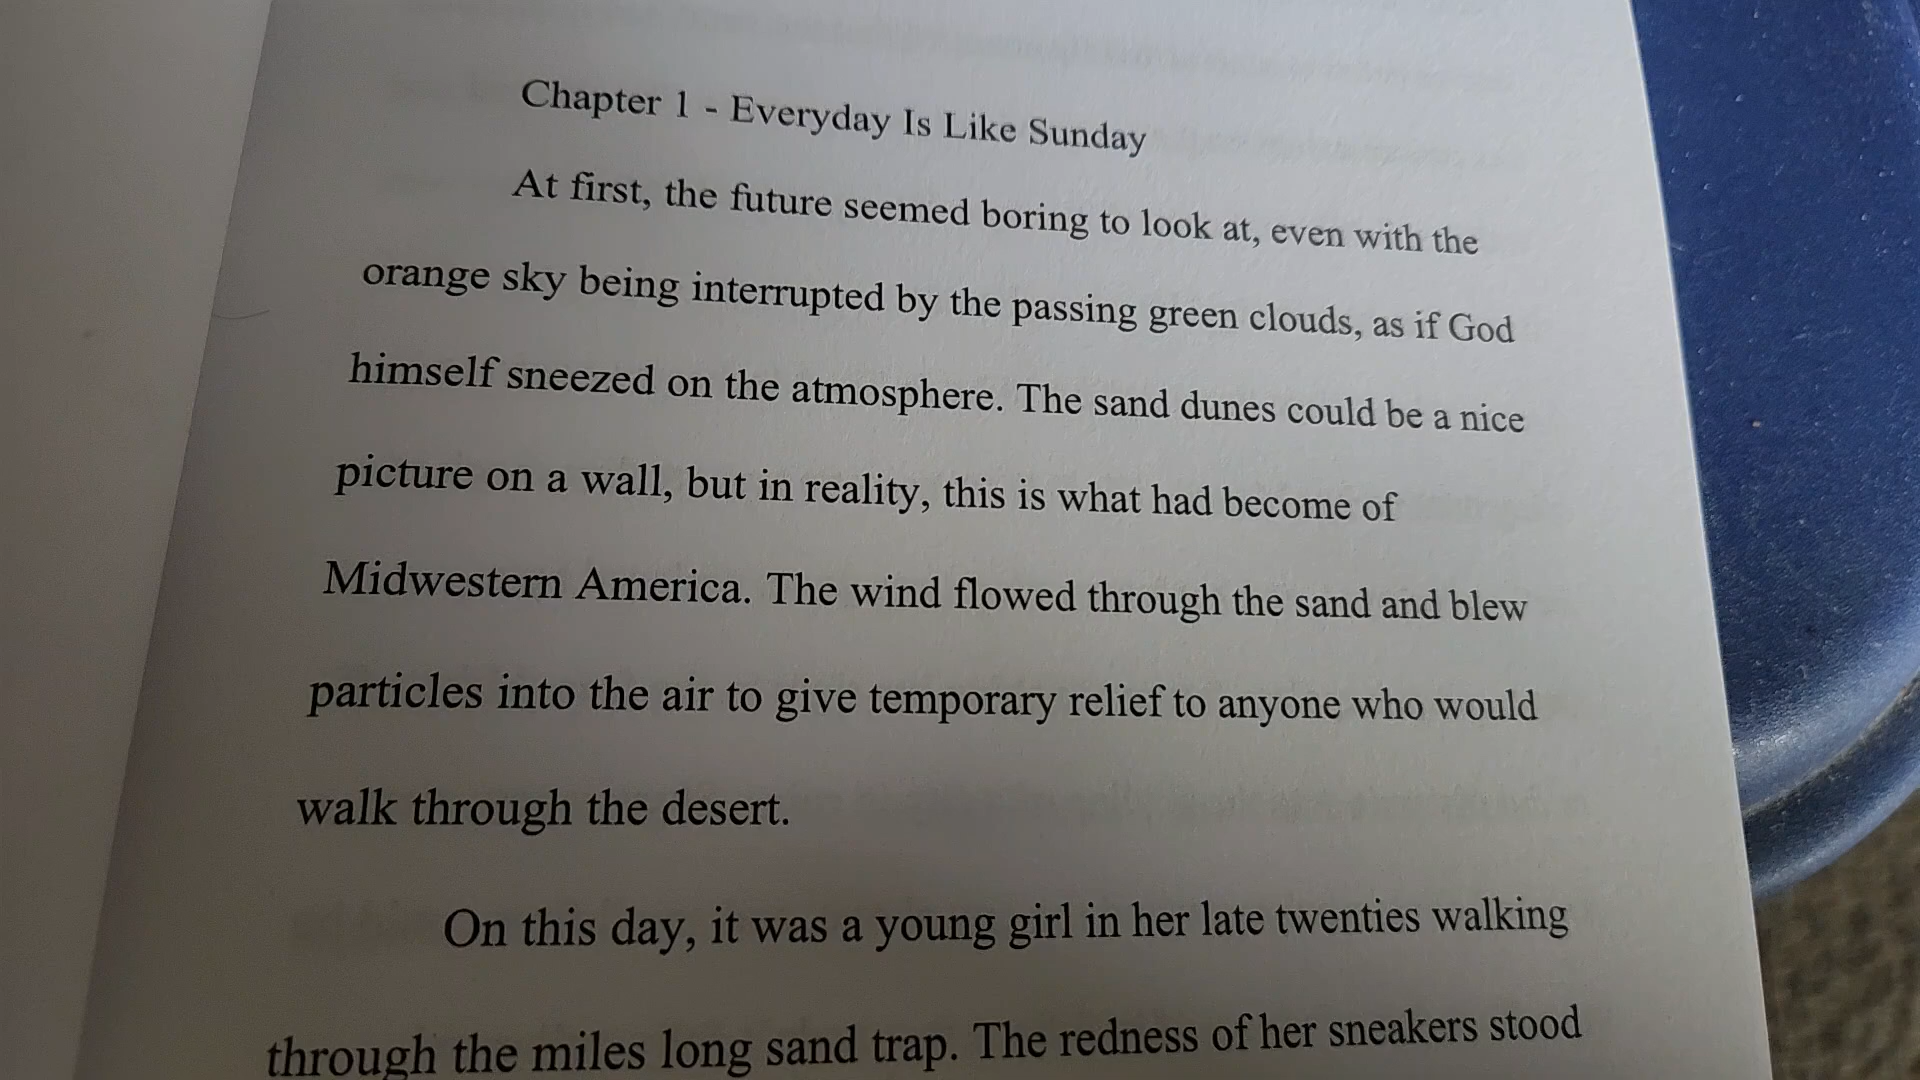 Chapter 1 - Everyday Is Like Sunday
At first, the future seemed boring to look at, even with the
orange sky being interrupted by the passing green clouds, as if God
himself sneezed on the atmosphere. The sand dunes could be a nice
picture on a wall, but in reality, this is what had become of
Midwestern America. The wind flowed through the sand and blew
particles into the air to give temporary relief to anyone who would
walk through the desert.
On this day, it was a young girl in her late twenties walking
through the miles long sand trap. The redness of her sneakers stood